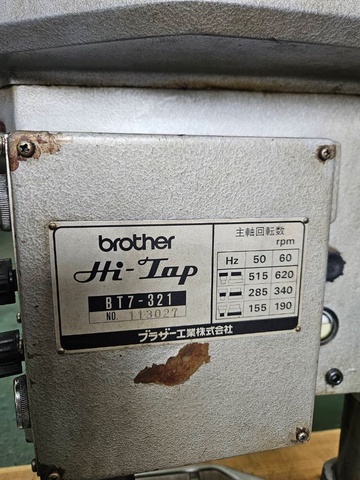 brother
Hi-Tap
BT7-321
NO. 113027
主軸回転数
rpm
Hz 50 60
515 620
285 340
155 190
ブラザー工業株式会社